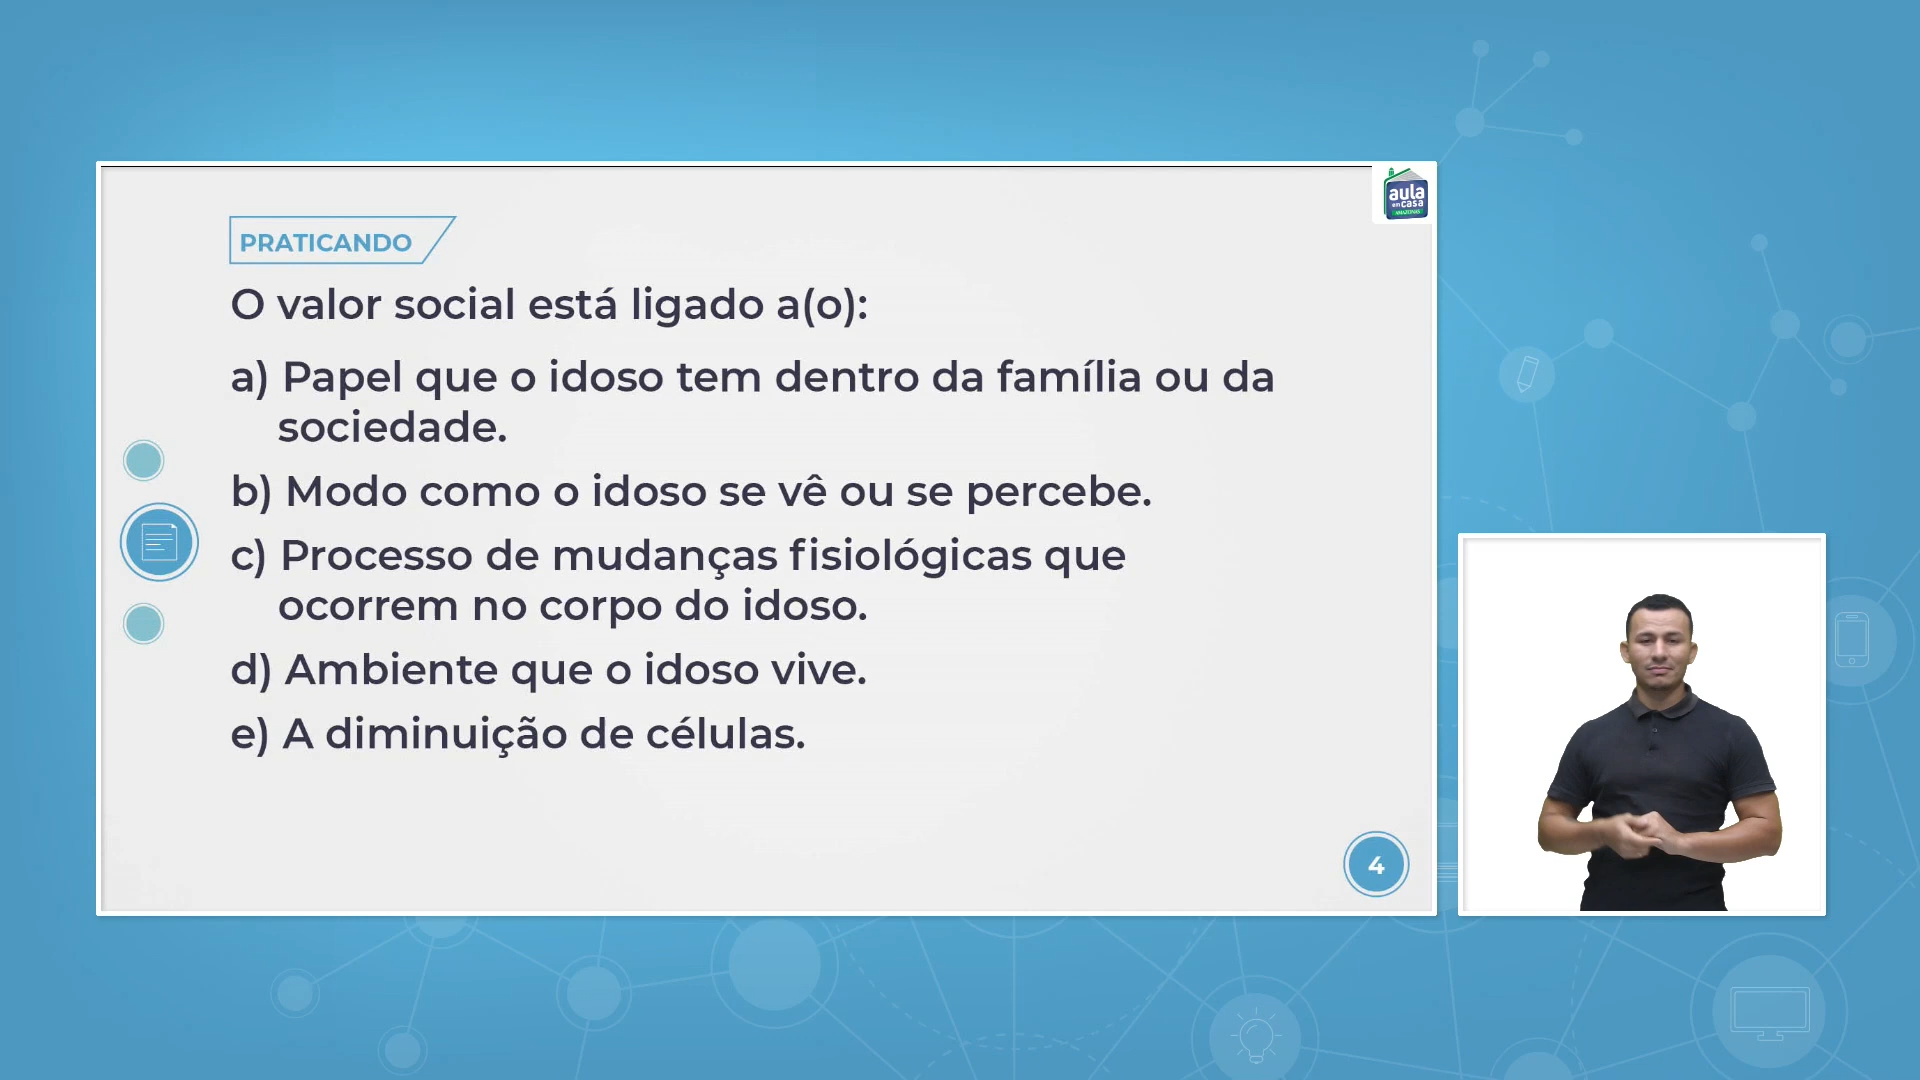 aula
em casa
AMAZONAS
PRATICANDO
O valor social está ligado a(o):
a) Papel que o idoso tem dentro da família ou da
sociedade.
b) Modo como o idoso se vê ou se percebe.
c) Processo de mudanças fisiológicas que
ocorrem no corpo do idoso.
d) Ambiente que o idoso vive.
e) A diminuição de células.
4